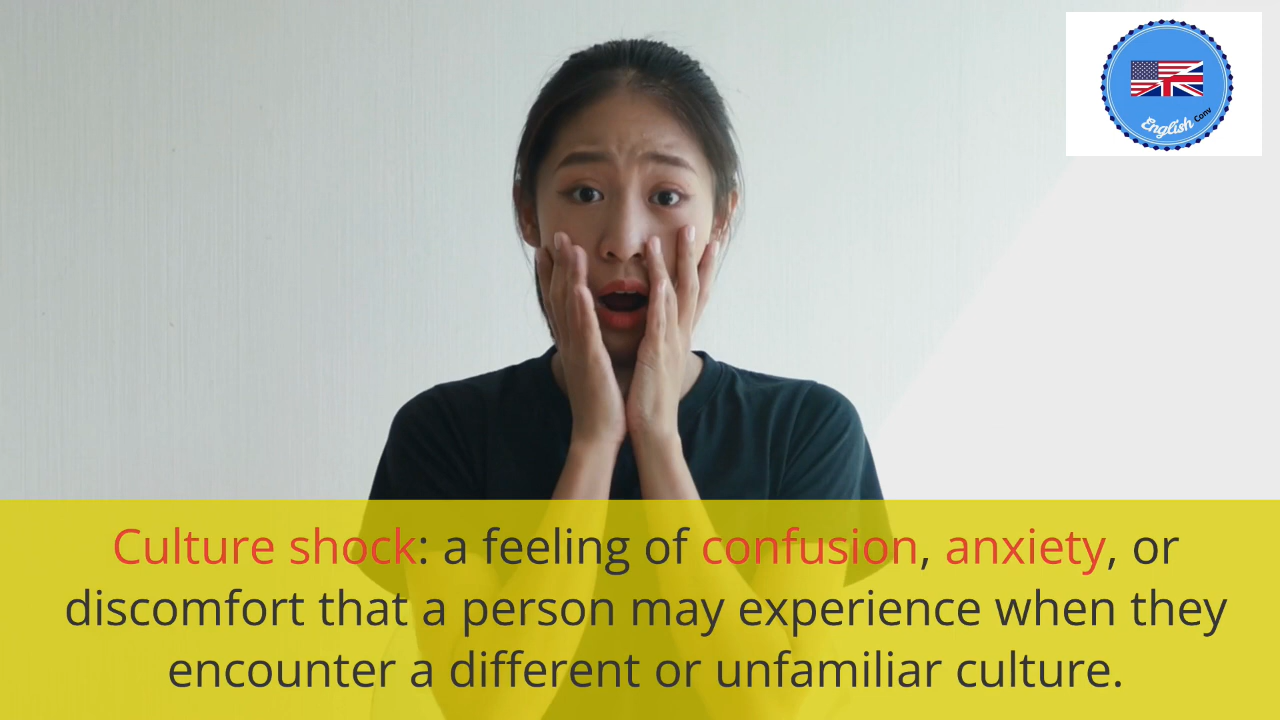 English Conv
Culture shock: a feeling of confusion, anxiety, or
discomfort that a person may experience when they
encounter a different or unfamiliar culture.